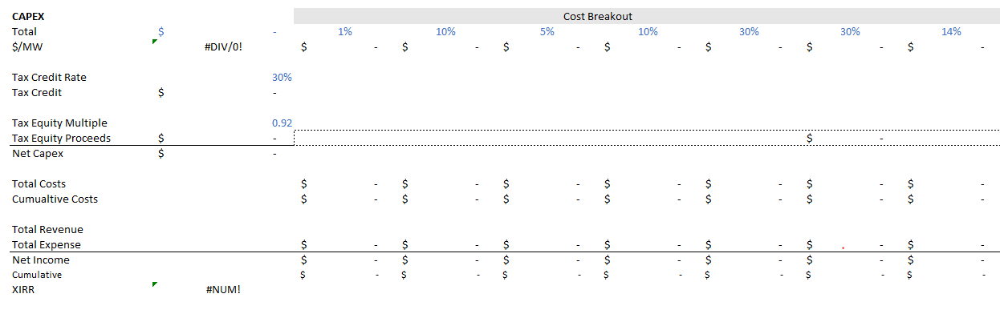 CAPEX Cost Breakout
Total $ - 1% 10% 5% 10% 30% 30% 14%
$/MW #DIV/0! $ - $ - $ - $ - $ - $ - $ -
Tax Credit Rate 30%
Tax Credit $ -
Tax Equity Multiple 0.92
Tax Equity Proceeds $ - $ -
Net Capex $ -
Total Costs $ - $ - $ - $ - $ - $ - $ -
Cumualtive Costs $ - $ - $ - $ - $ - $ - $ -
Total Revenue
Total Expense $ - $ - $ - $ - $ - $ - $ -
Net Income $ - $ - $ - $ - $ - $ - $ -
Cumulative $ - $ - $ - $ - $ - $ - $ -
XIRR #NUM!